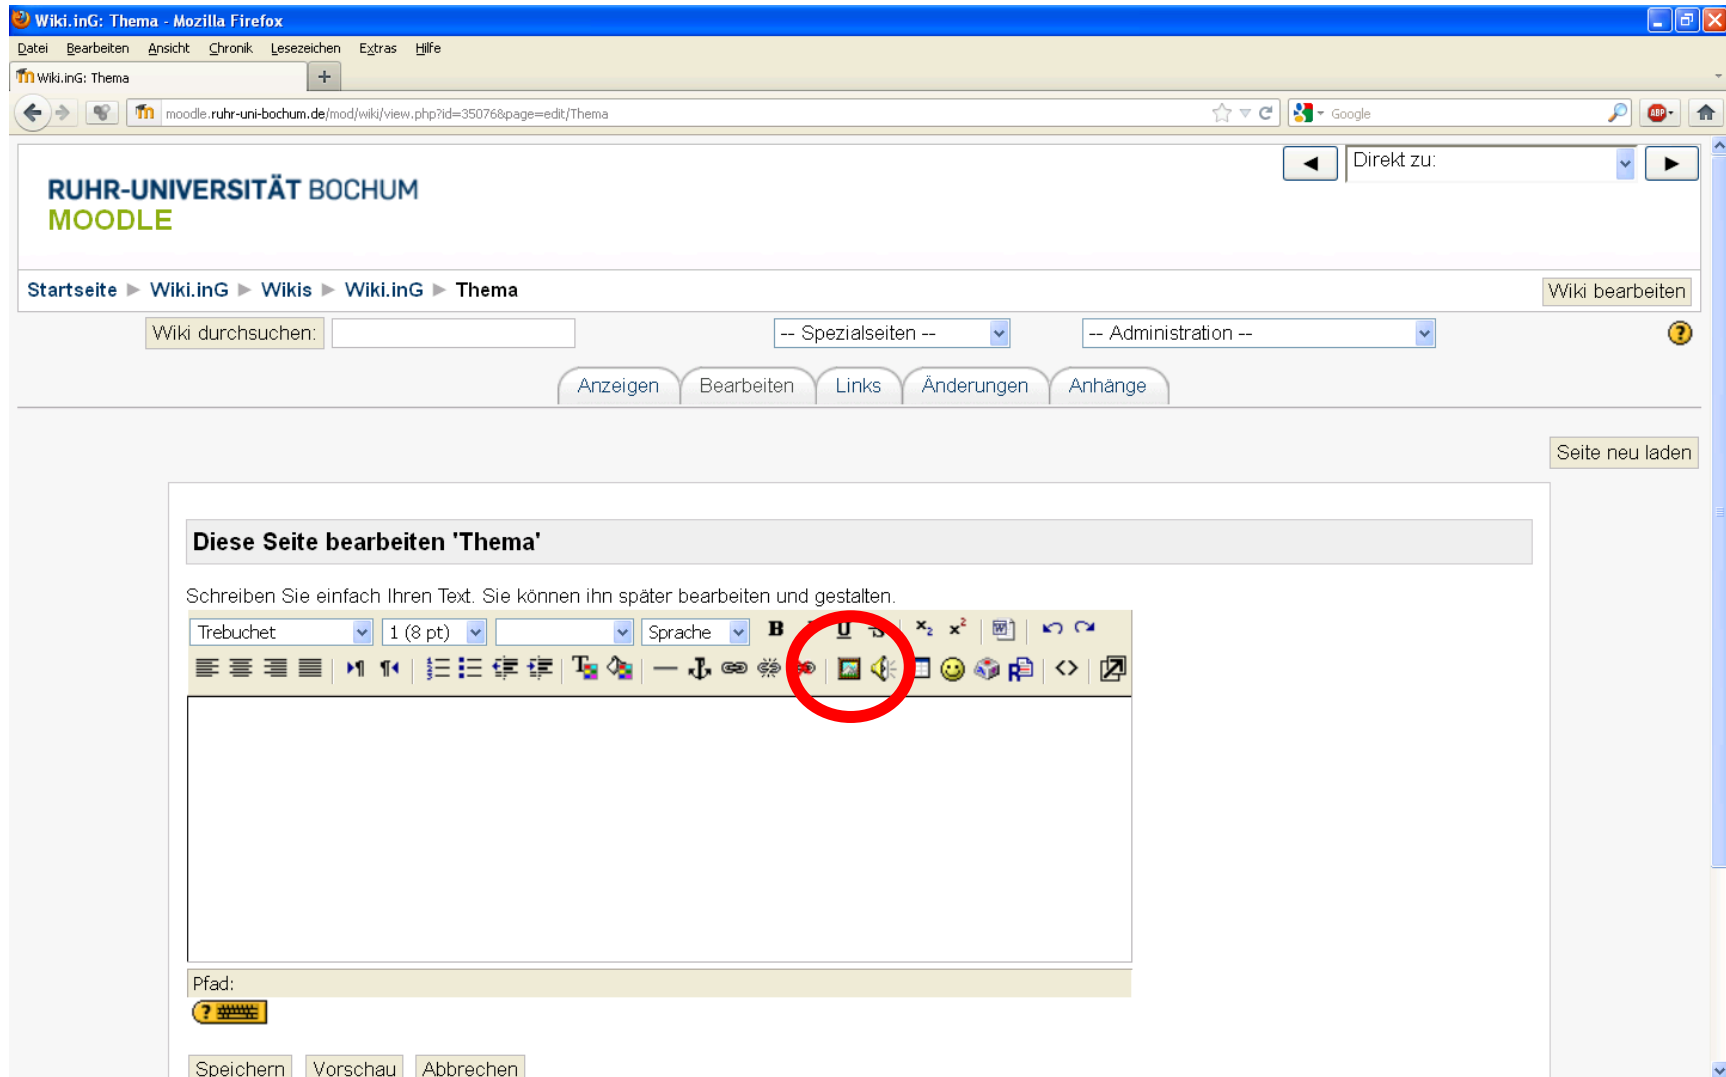 Wiki.inG: Thema - Mozilla Firefox
Datei Bearbeiten Ansicht Chronik Lesezeichen Extras Hilfe
Wiki.inG: Thema +
moodle.ruhr-uni-bochum.de/mod/wiki/view.php?id=35076&page=edit/Thema Google ABP
Direkt zu:
RUHR-UNIVERSITÄT BOCHUM
MOODLE
Startseite ► Wiki.inG ► Wikis ► Wiki.inG ► Thema Wiki bearbeiten
Wiki durchsuchen: -- Spezialseiten -- -- Administration -- ?
Anzeigen Bearbeiten Links Änderungen Anhänge
Seite neu laden
Diese Seite bearbeiten 'Thema'
Schreiben Sie einfach Ihren Text. Sie können ihn später bearbeiten und gestalten.
Trebuchet 1 (8 pt) Sprache B U S x₂ x²
Pfad:
?
Speichern Vorschau Abbrechen